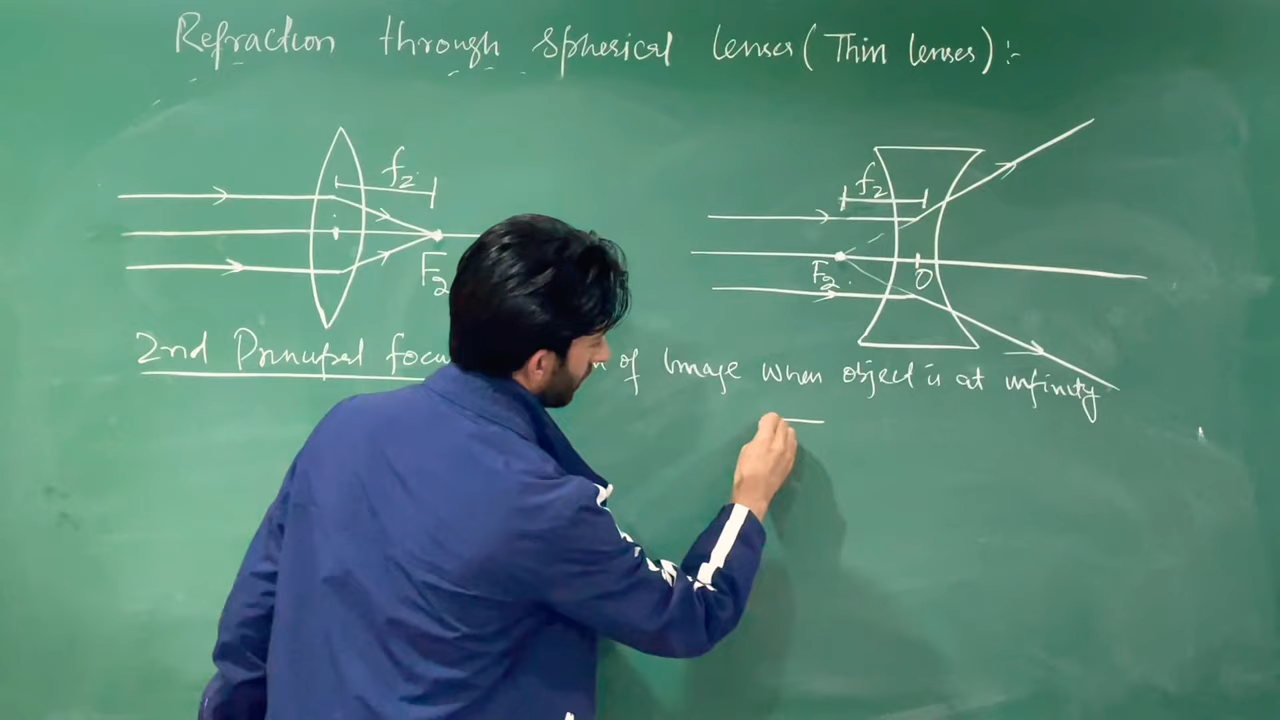 Refraction through spherical lenses (Thin lenses) :-
f2
F2
f2
F2
O
2nd Principal focu of Image when object is at infinity